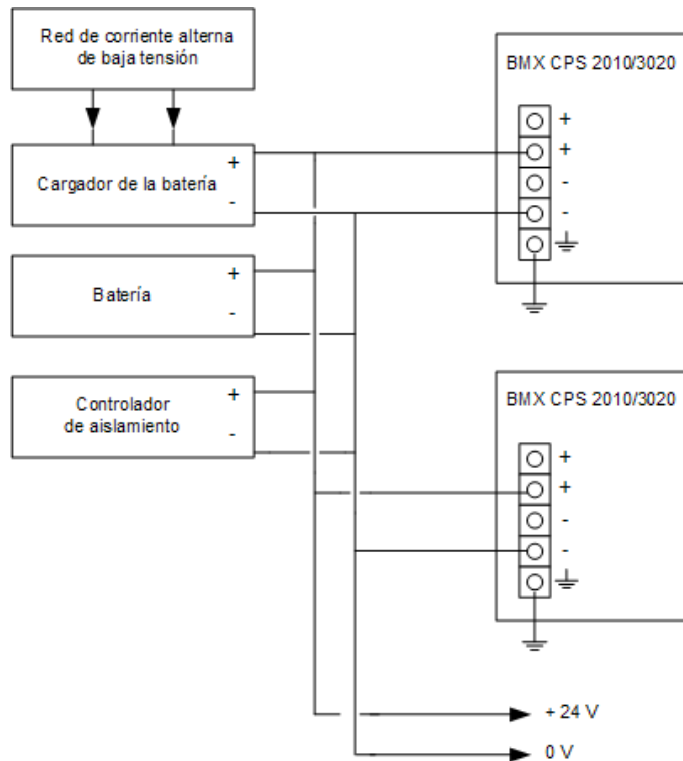 Red de corriente alterna
de baja tensión
BMX CPS 2010/3020
+
+
-
-
+
-
Cargador de la batería
+
-
Batería
+
-
Controlador
de aislamiento
BMX CPS 2010/3020
+
+
-
-
+ 24 V
0 V